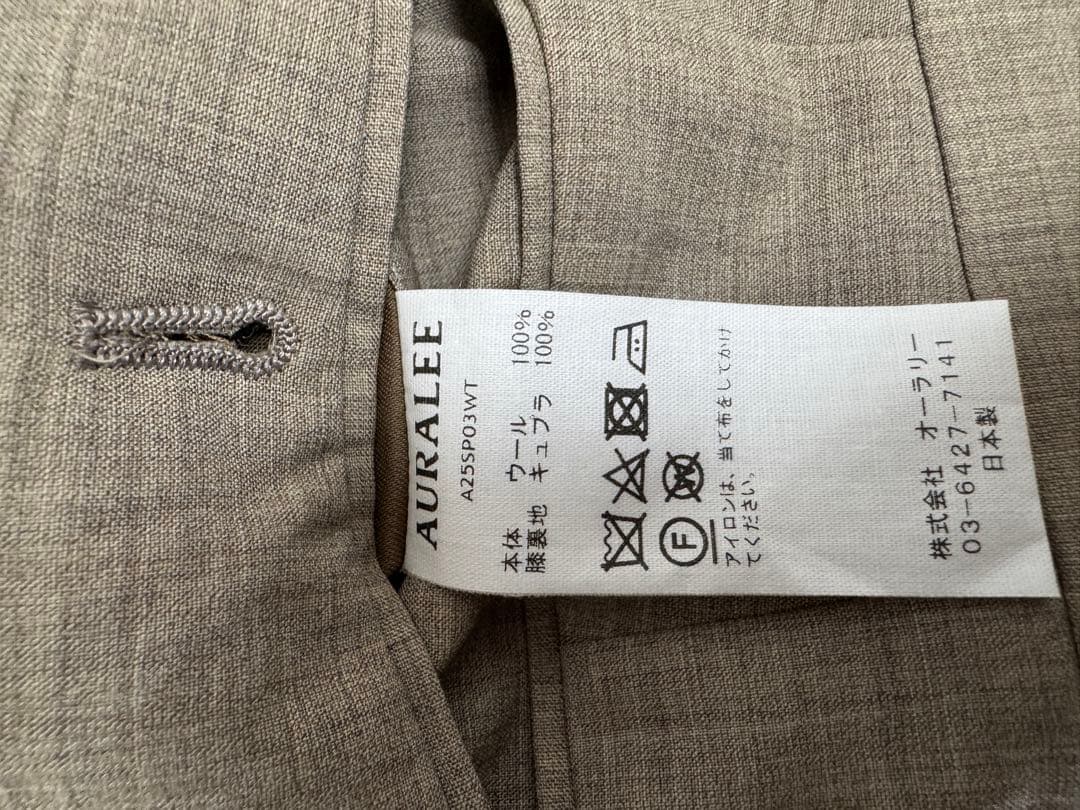 AURALEE
A25SP03WT
本体 ウール 100%
膝裏地 キュプラ 100%
F W
アイロンは、当て布をしてかけ
てください。
株式会社 オーラリー
03-6427-7141
日本製